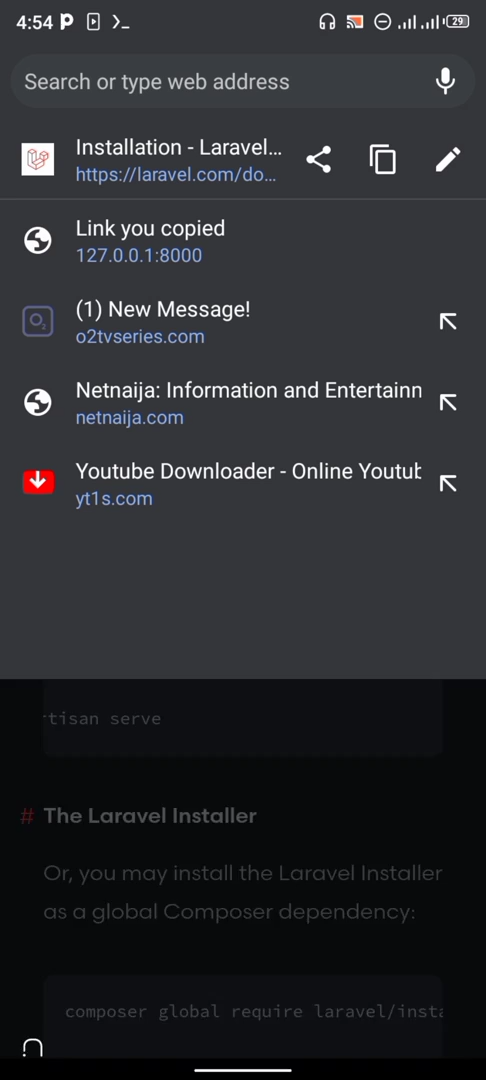 4:54
29
Search or type web address
Installation - Laravel...
https://laravel.com/do...
Link you copied
127.0.0.1:8000
(1) New Message!
o2tvseries.com
Netnaija: Information and Entertainn
netnaija.com
Youtube Downloader - Online Youtub
yt1s.com
rtisan serve
# The Laravel Installer
Or, you may install the Laravel Installer
as a global Composer dependency:
composer global require laravel/insta